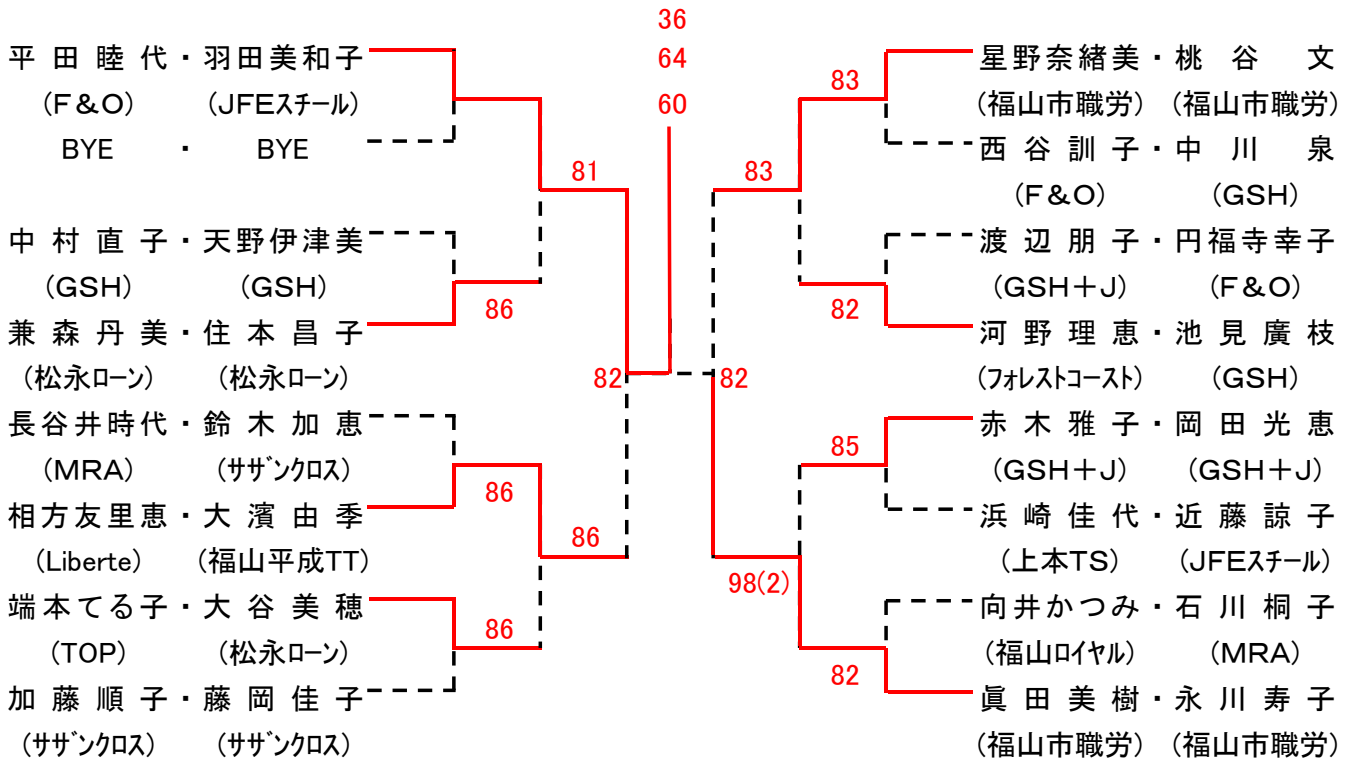 36
64
60
平田睦代・羽田美和子
(F&O) (JFEスチール)
BYE ・ BYE
81
中村直子・天野伊津美
(GSH) (GSH)
86
兼森丹美・住本昌子
(松永ローン) (松永ローン)
82
長谷井時代・鈴木加恵
(MRA) (サザンクロス)
86
相方友里恵・大濱由季
(Liberte) (福山平成TT)
86
端本てる子・大谷美穂
(TOP) (松永ローン)
86
加藤順子・藤岡佳子
(サザンクロス) (サザンクロス)
星野奈緒美・桃谷文
83
(福山市職労) (福山市職労)
西谷訓子・中川泉
83
(F&O) (GSH)
渡辺朋子・円福寺幸子
(GSH+J) (F&O)
82
河野理恵・池見廣枝
(フォレストコースト) (GSH)
82
赤木雅子・岡田光恵
85
(GSH+J) (GSH+J)
浜崎佳代・近藤諒子
(上本TS) (JFEスチール)
98(2)
向井かつみ・石川桐子
(福山ロイヤル) (MRA)
82
眞田美樹・永川寿子
(福山市職労) (福山市職労)